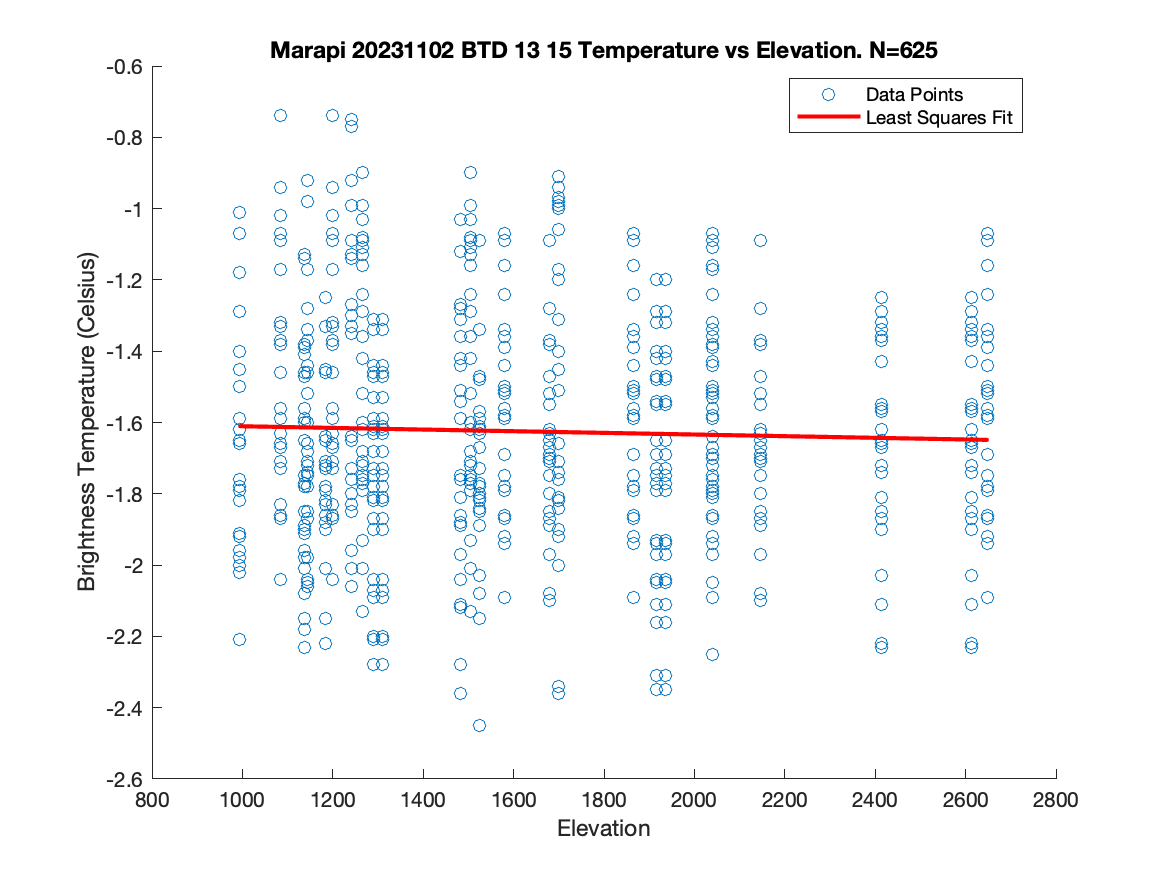 Marapi 20231102 BTD 13 15 Temperature vs Elevation. N=625
Data Points
Least Squares Fit
Brightness Temperature (Celsius)
-0.6
-0.8
-1
-1.2
-1.4
-1.6
-1.8
-2
-2.2
-2.4
-2.6
800 1000 1200 1400 1600 1800 2000 2200 2400 2600 2800
Elevation